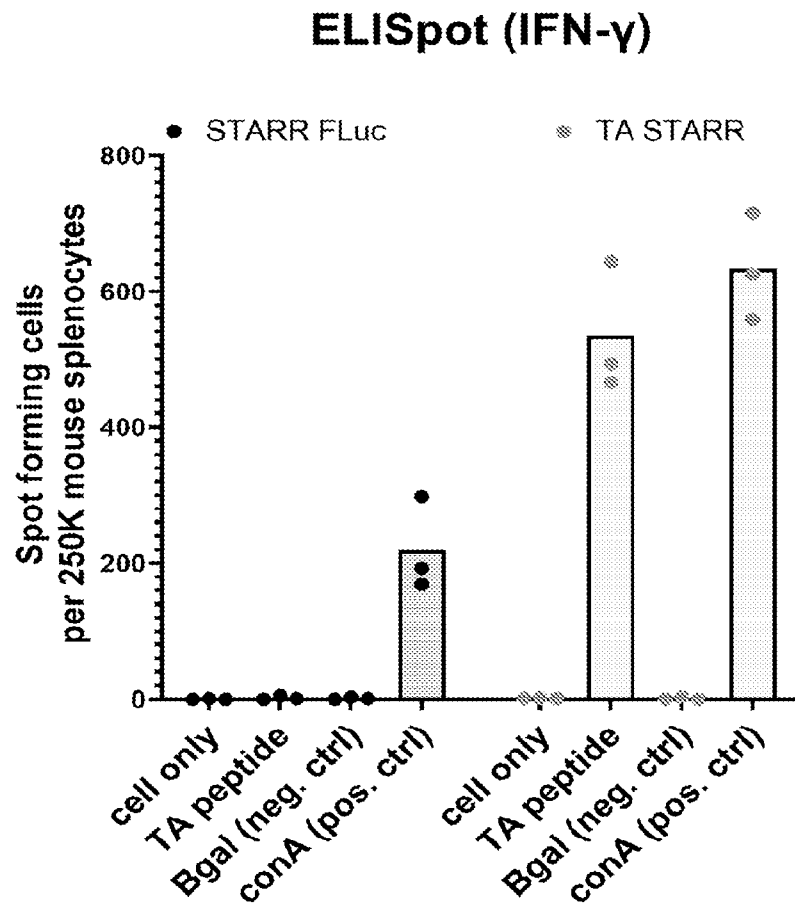 ELISpot (IFN-γ)
STARR FLuc
TA STARR
800
600
400
200
0
Spot forming cells
per 250K mouse splenocytes
cell only
TA peptide
Bgal (neg. ctrl)
conA (pos. ctrl)
cell only
TA peptide
Bgal (neg. ctrl)
conA (pos. ctrl)